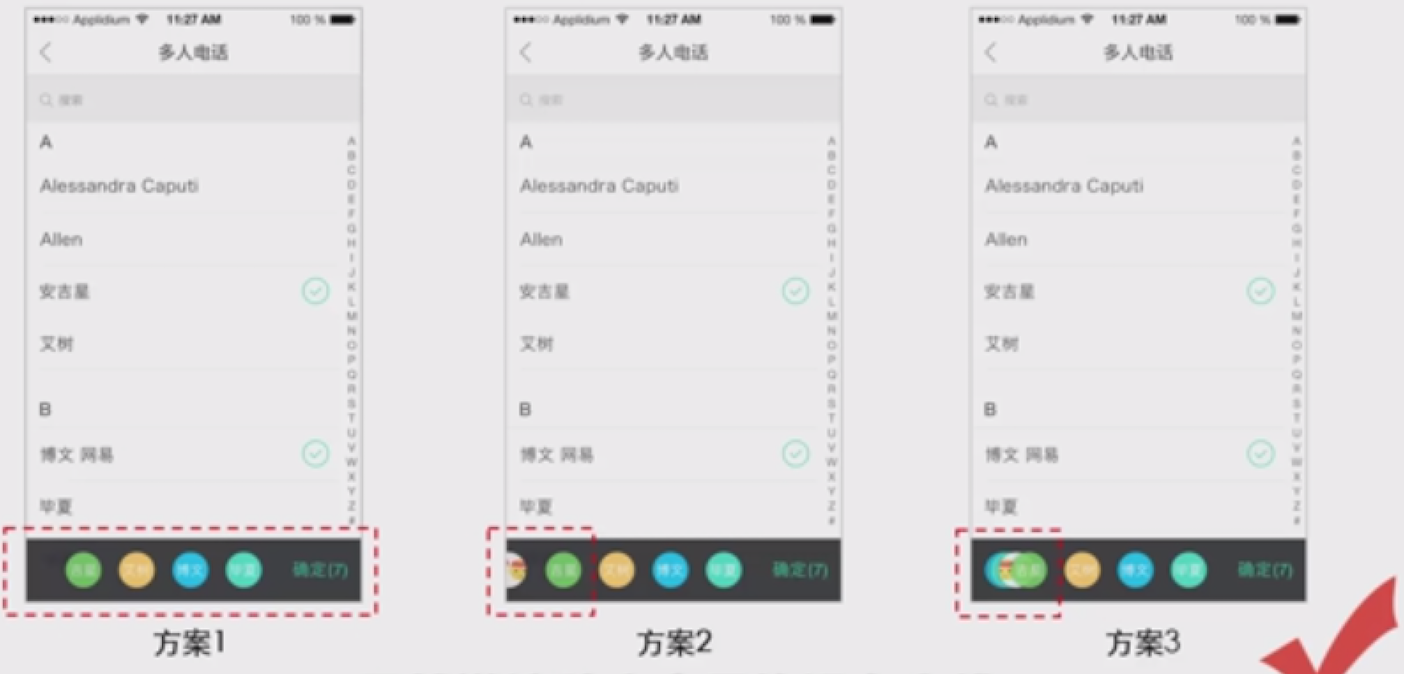 Applidium 11:27 AM 100 %
多人电话
搜索
A
Alessandra Caputi
Allen
安吉星
艾树
B
博文 网易
毕夏
A
B
C
D
E
F
G
H
I
J
K
L
M
N
O
P
Q
R
S
T
U
V
W
X
Y
Z
#
吉星 艾树 博文 毕夏 确定(7)
方案1
Applidium 11:27 AM 100 %
多人电话
搜索
A
Alessandra Caputi
Allen
安吉星
艾树
B
博文 网易
毕夏
A
B
C
D
E
F
G
H
I
J
K
L
M
N
O
P
Q
R
S
T
U
V
W
X
Y
Z
#
吉星 艾树 博文 毕夏 确定(7)
方案2
Applidium 11:27 AM 100 %
多人电话
搜索
A
Alessandra Caputi
Allen
安吉星
艾树
B
博文 网易
毕夏
A
B
C
D
E
F
G
H
I
J
K
L
M
N
O
P
Q
R
S
T
U
V
W
X
Y
Z
#
吉星 艾树 博文 毕夏 确定(7)
方案3